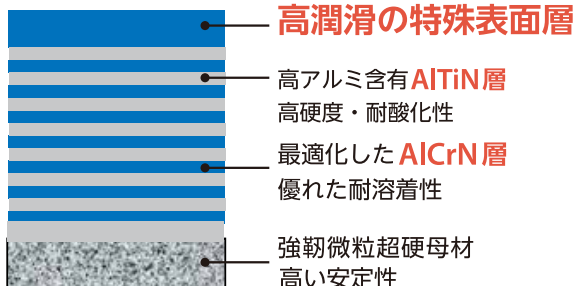 高潤滑の特殊表面層
高アルミ含有AlTiN層
高硬度・耐酸化性
最適化したAlCrN層
優れた耐溶着性
強靭微粒超硬母材
高い安定性